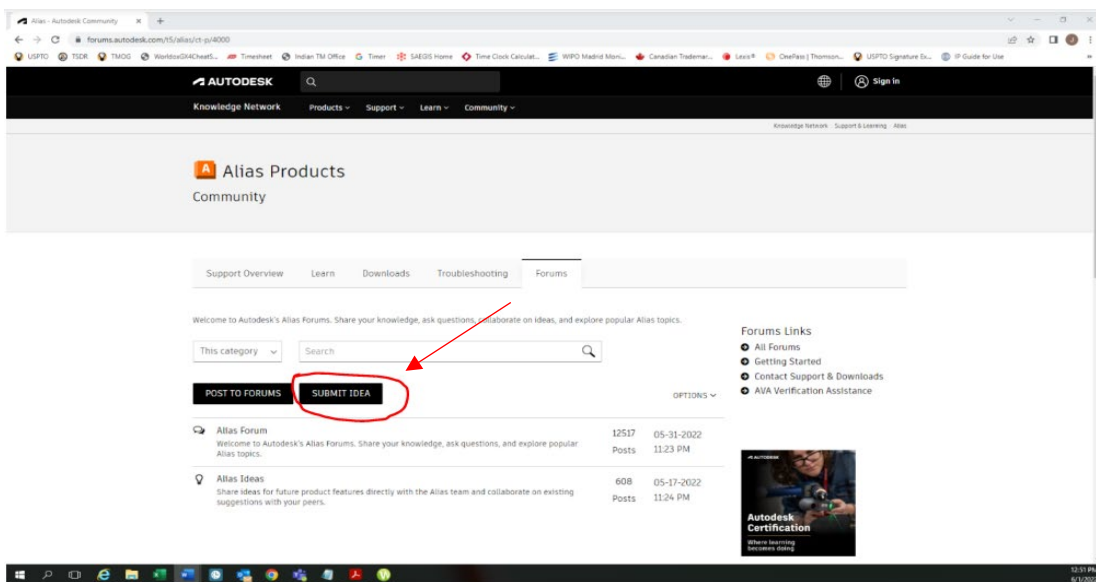 Alias - Autodesk Community
forums.autodesk.com/t5/alias/ct-p/4000
USPTO TSDR TMOG WorldoxGX4CheatS... Timesheet Indian TM Office Timer SAEGIS Home Time Clock Calculat... WIPO Madrid Moni... Canadian Trademar... Lexis® OnePass | Thomson... USPTO Signature Ex... IP Guide for Use
AUTODESK Sign in
Knowledge Network Products Support Learn Community
Knowledge Network Support & Learning Alias
Alias Products
Community
Support Overview Learn Downloads Troubleshooting Forums
Welcome to Autodesk's Alias Forums. Share your knowledge, ask questions, collaborate on ideas, and explore popular Alias topics.
This category Search
POST TO FORUMS SUBMIT IDEA OPTIONS
Alias Forum 12517 05-31-2022
Welcome to Autodesk's Alias Forums. Share your knowledge, ask questions, and explore popular Posts 11:23 PM
Alias topics.
Alias Ideas 608 05-17-2022
Share ideas for future product features directly with the Alias team and collaborate on existing Posts 11:24 PM
suggestions with your peers.
Forums Links
All Forums
Getting Started
Contact Support & Downloads
AVA Verification Assistance
AUTODESK
Autodesk
Certification
Where learning
becomes doing
12:51 PM
6/1/202